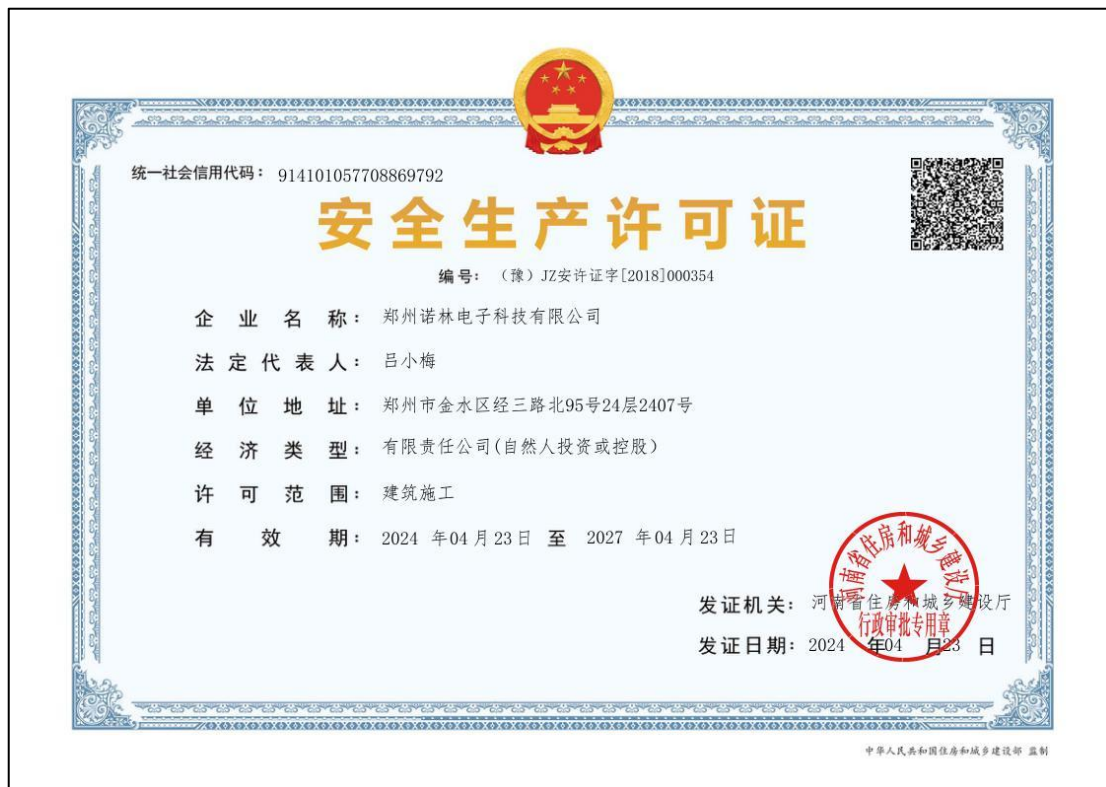 统一社会信用代码：914101057708869792
安全生产许可证
编号：（豫）JZ安许证字[2018]000354
企业名称：郑州诺林电子科技有限公司
法定代表人：吕小梅
单位地址：郑州市金水区经三路北95号24层2407号
经济类型：有限责任公司(自然人投资或控股)
许可范围：建筑施工
有效期：2024 年04月23日 至 2027 年04月23日
发证机关：河南省住房和城乡建设厅
发证日期：2024 年04 月23 日
河南省住房和城乡建设厅
行政审批专用章
中华人民共和国住房和城乡建设部 监制